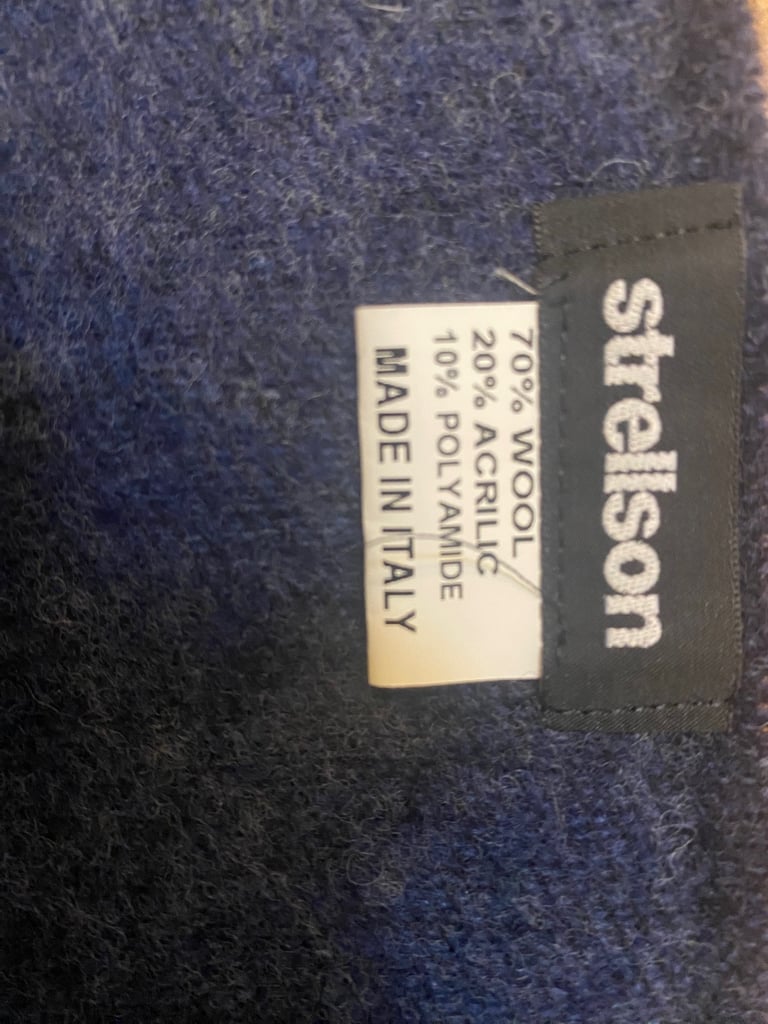 strellson
70% WOOL
20% ACRILIC
10% POLYAMIDE
MADE IN ITALY